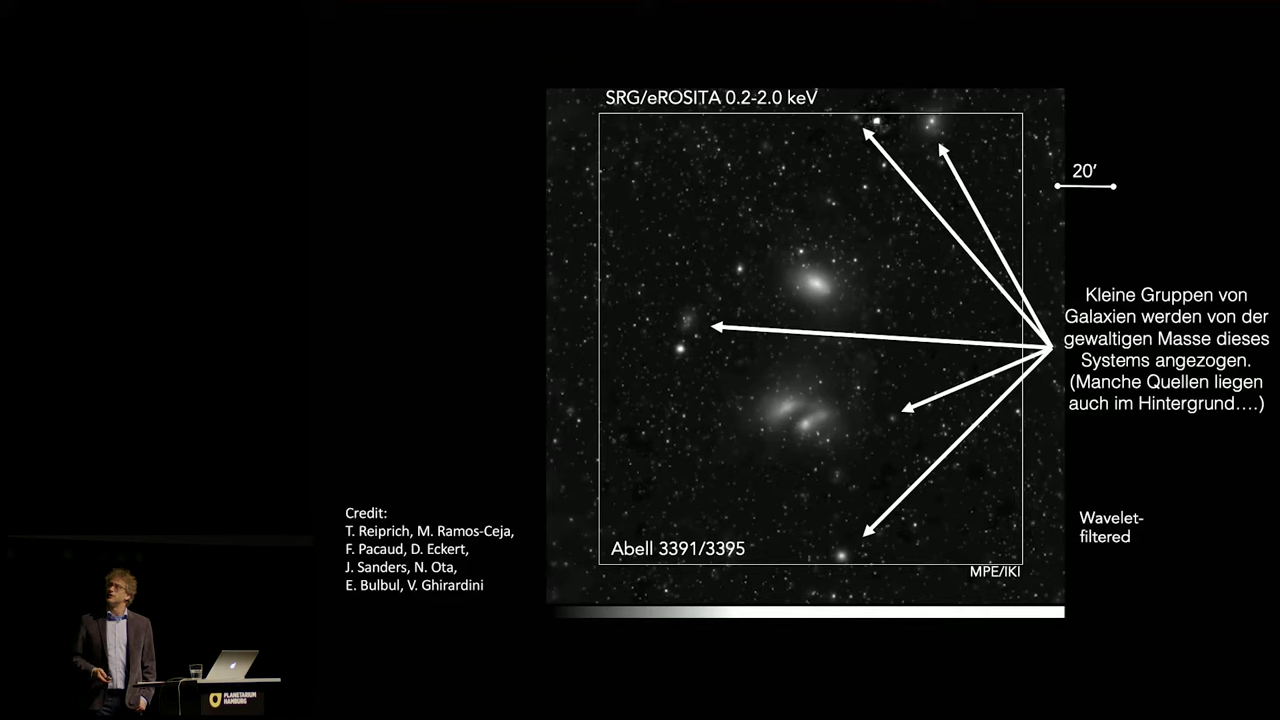 SRG/eROSITA 0.2-2.0 keV
20’
Kleine Gruppen von
Galaxien werden von der
gewaltigen Masse dieses
Systems angezogen.
(Manche Quellen liegen
auch im Hintergrund….)
Credit:
T. Reiprich, M. Ramos-Ceja,
F. Pacaud, D. Eckert,
J. Sanders, N. Ota,
E. Bulbul, V. Ghirardini
Wavelet-
filtered
Abell 3391/3395
MPE/IKI
PLANETARIUM
HAMBURG